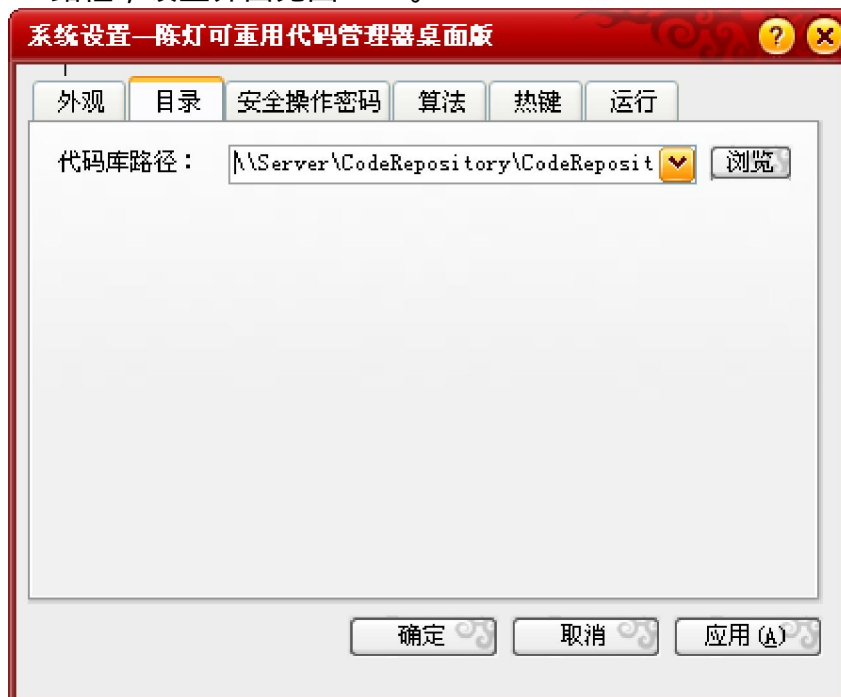 系统设置—陈灯可重用代码管理器桌面版
外观 目录 安全操作密码 算法 热键 运行
代码库路径： \\Server\CodeRepository\CodeReposit 浏览
确定 取消 应用(A)